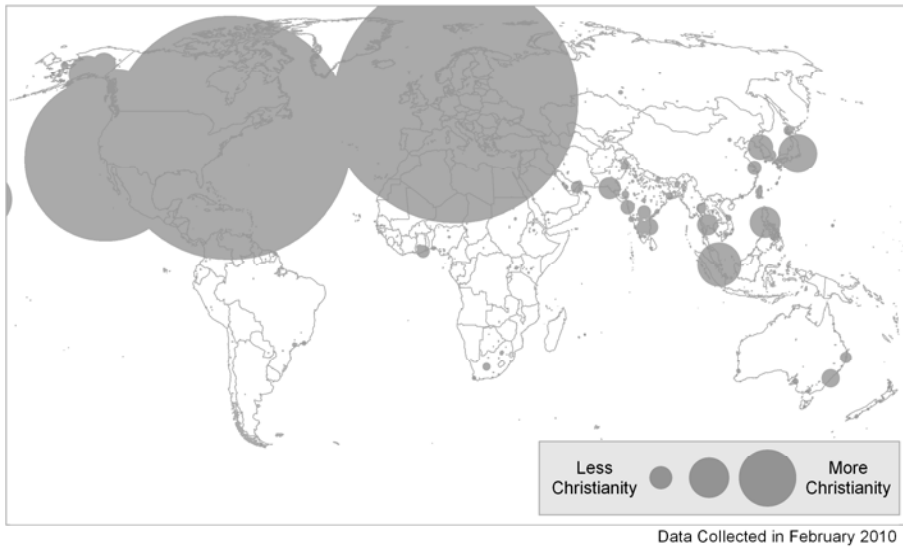 Less
Christianity
More
Christianity
Data Collected in February 2010